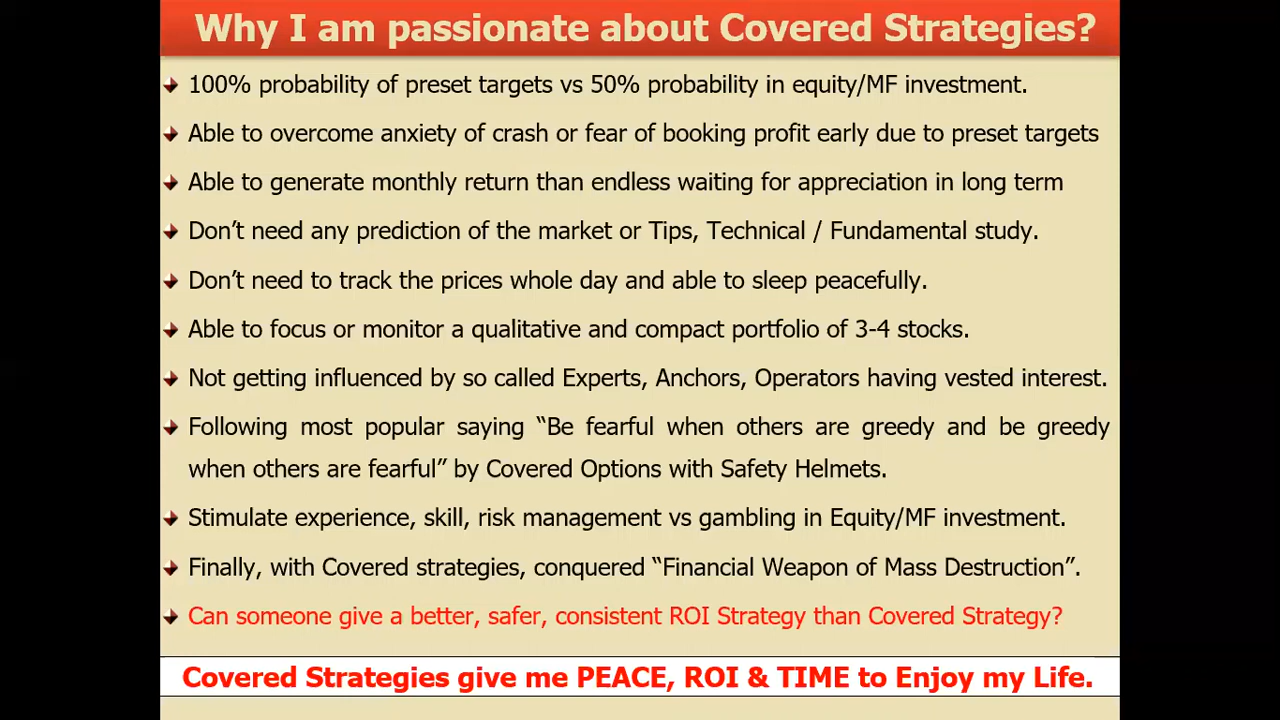 Why I am passionate about Covered Strategies?
100% probability of preset targets vs 50% probability in equity/MF investment.
Able to overcome anxiety of crash or fear of booking profit early due to preset targets
Able to generate monthly return than endless waiting for appreciation in long term
Don’t need any prediction of the market or Tips, Technical / Fundamental study.
Don’t need to track the prices whole day and able to sleep peacefully.
Able to focus or monitor a qualitative and compact portfolio of 3-4 stocks.
Not getting influenced by so called Experts, Anchors, Operators having vested interest.
Following most popular saying “Be fearful when others are greedy and be greedy
when others are fearful” by Covered Options with Safety Helmets.
Stimulate experience, skill, risk management vs gambling in Equity/MF investment.
Finally, with Covered strategies, conquered “Financial Weapon of Mass Destruction”.
Can someone give a better, safer, consistent ROI Strategy than Covered Strategy?
Covered Strategies give me PEACE, ROI & TIME to Enjoy my Life.